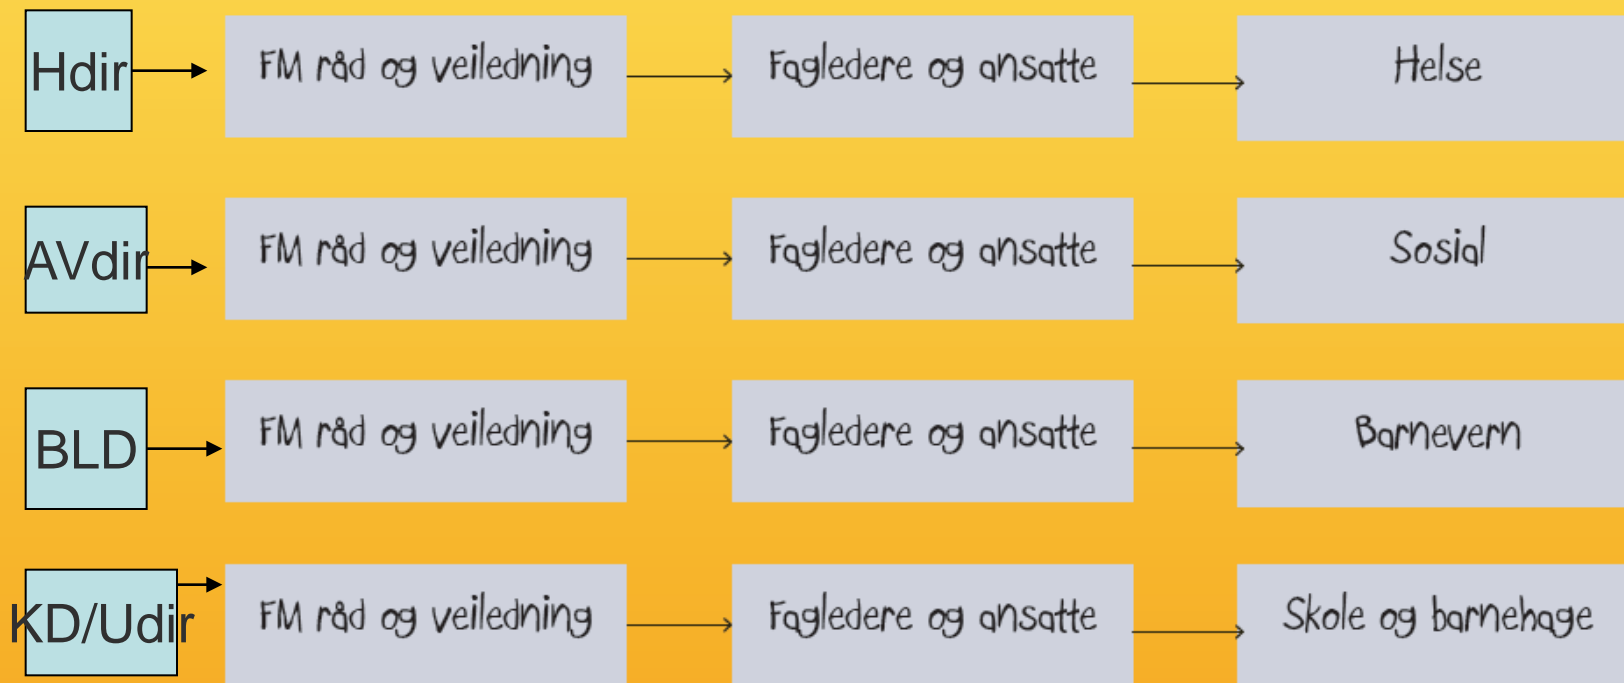 Hdir
FM råd og veiledning
Fagledere og ansatte
Helse
AVdir
FM råd og veiledning
Fagledere og ansatte
Sosial
BLD
FM råd og veiledning
Fagledere og ansatte
Barnevern
KD/Udir
FM råd og veiledning
Fagledere og ansatte
Skole og barnehage